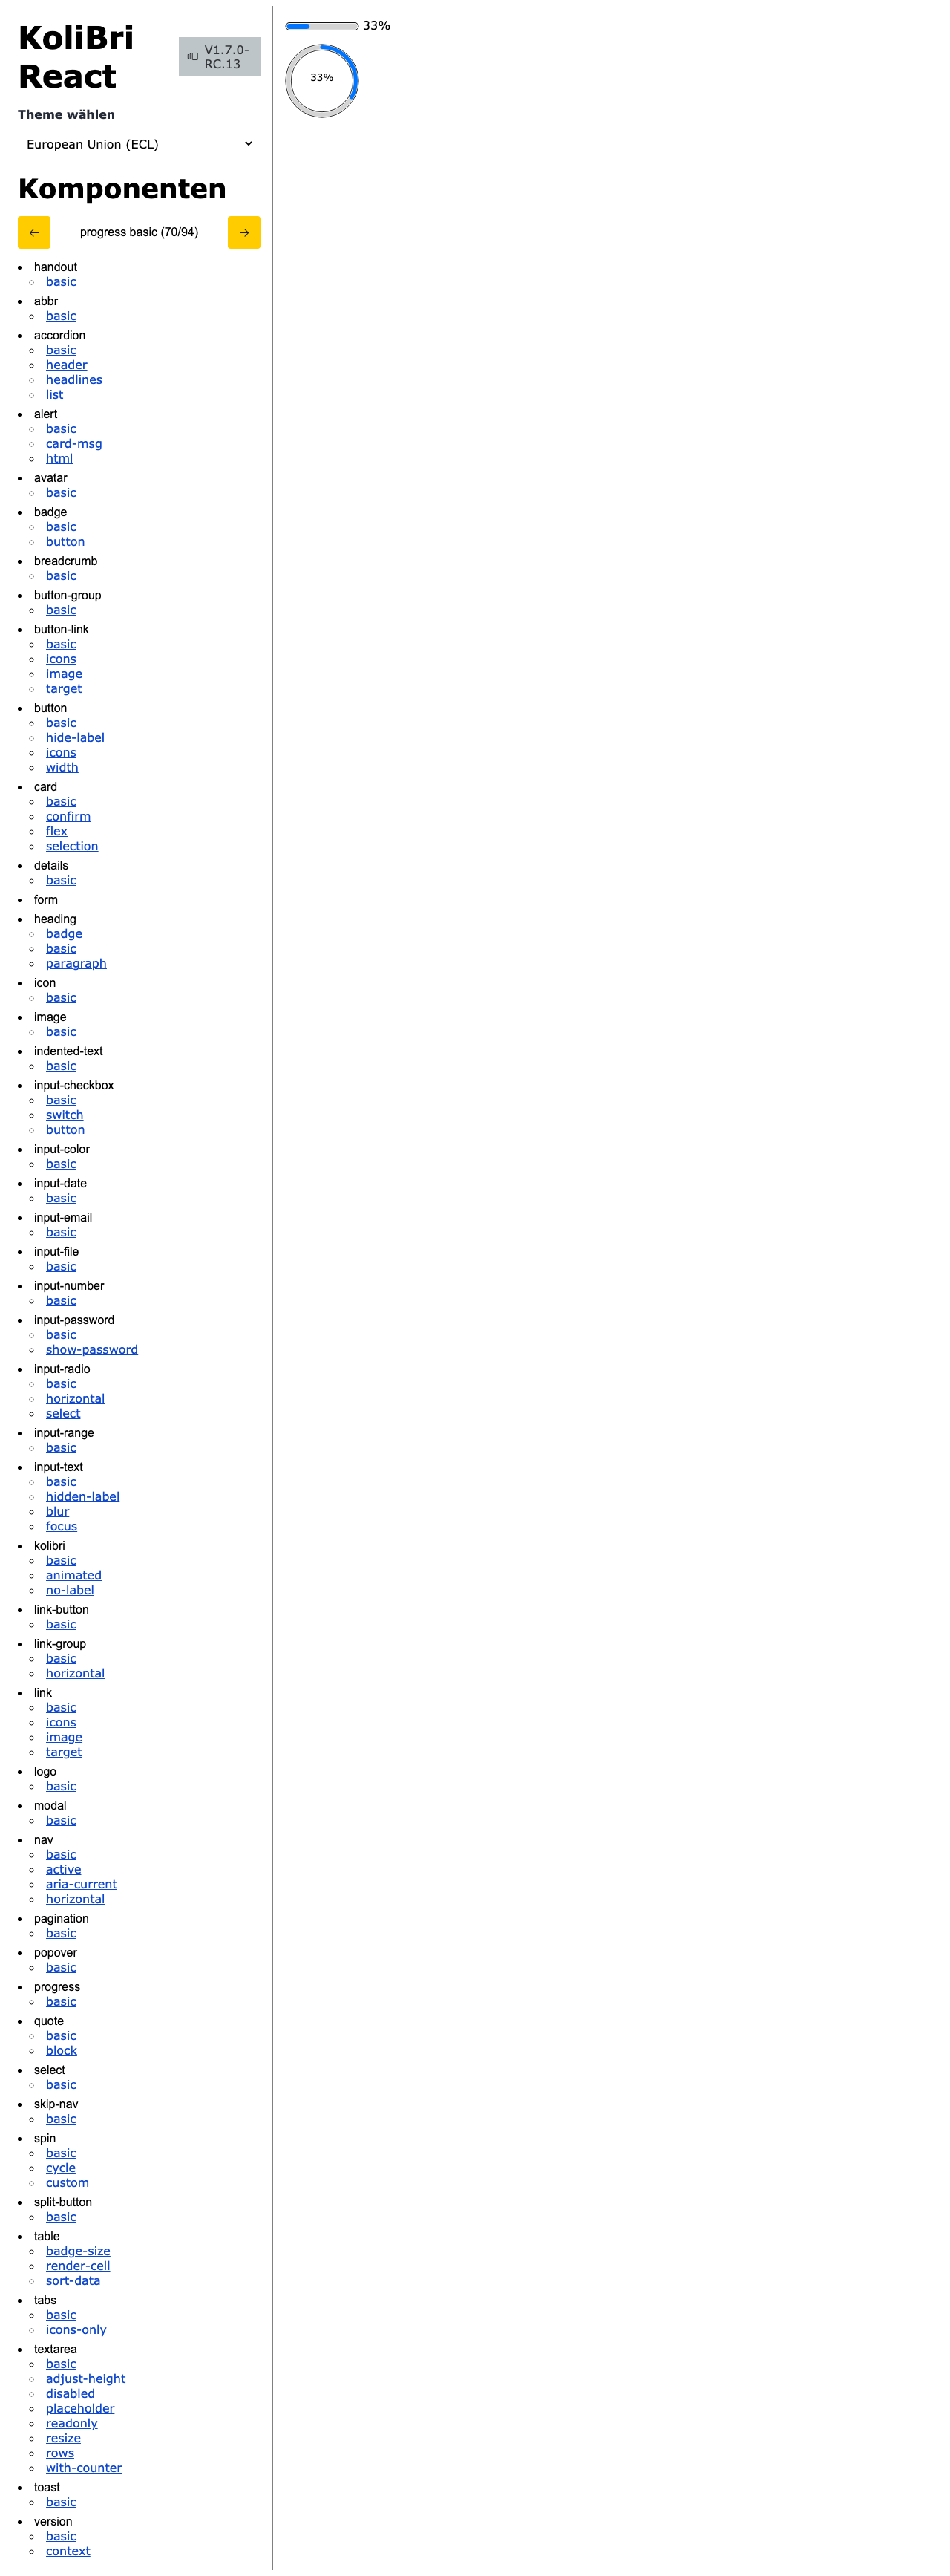 KoliBri
React
V1.7.0-
RC.13
Theme wählen
European Union (ECL)
Komponenten
← progress basic (70/94) →
handout
basic
abbr
basic
accordion
basic
header
headlines
list
alert
basic
card-msg
html
avatar
basic
badge
basic
button
breadcrumb
basic
button-group
basic
button-link
basic
icons
image
target
button
basic
hide-label
icons
width
card
basic
confirm
flex
selection
details
basic
form
heading
badge
basic
paragraph
icon
basic
image
basic
indented-text
basic
input-checkbox
basic
switch
button
input-color
basic
input-date
basic
input-email
basic
input-file
basic
input-number
basic
input-password
basic
show-password
input-radio
basic
horizontal
select
input-range
basic
input-text
basic
hidden-label
blur
focus
kolibri
basic
animated
no-label
link-button
basic
link-group
basic
horizontal
link
basic
icons
image
target
logo
basic
modal
basic
nav
basic
active
aria-current
horizontal
pagination
basic
popover
basic
progress
basic
quote
basic
block
select
basic
skip-nav
basic
spin
basic
cycle
custom
split-button
basic
table
badge-size
render-cell
sort-data
tabs
basic
icons-only
textarea
basic
adjust-height
disabled
placeholder
readonly
resize
rows
with-counter
toast
basic
version
basic
context
33%
33%